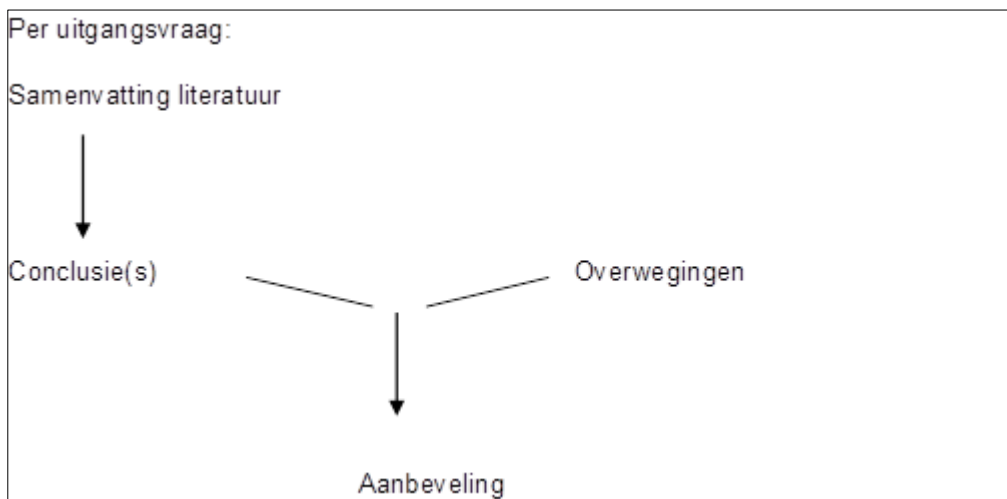 Per uitgangsvraag:
Samenvatting literatuur
Conclusie(s)
Overwegingen
Aanbeveling